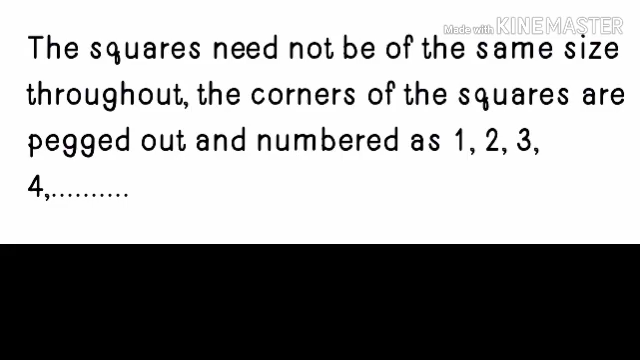 Made with KINEMASTER
The squares need not be of the same size
throughout, the corners of the squares are
pegged out and numbered as 1, 2, 3,
4,..........